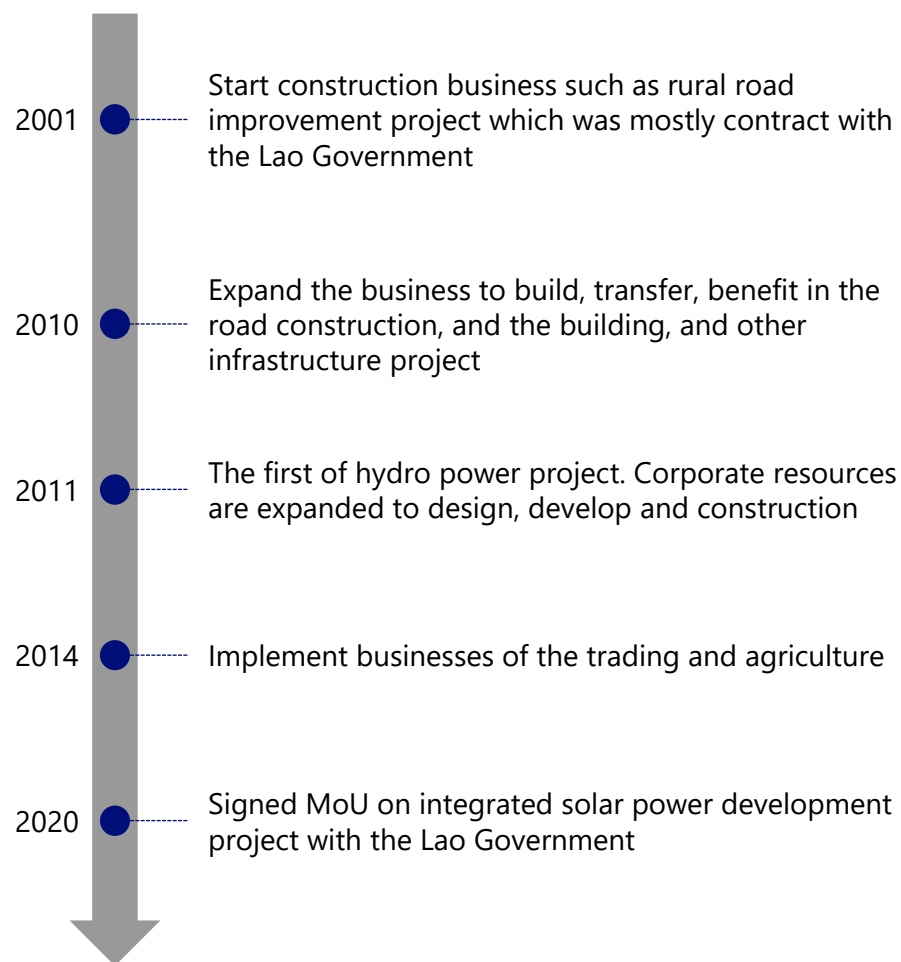 2001
Start construction business such as rural road
improvement project which was mostly contract with
the Lao Government
2010
Expand the business to build, transfer, benefit in the
road construction, and the building, and other
infrastructure project
2011
The first of hydro power project. Corporate resources
are expanded to design, develop and construction
2014
Implement businesses of the trading and agriculture
2020
Signed MoU on integrated solar power development
project with the Lao Government